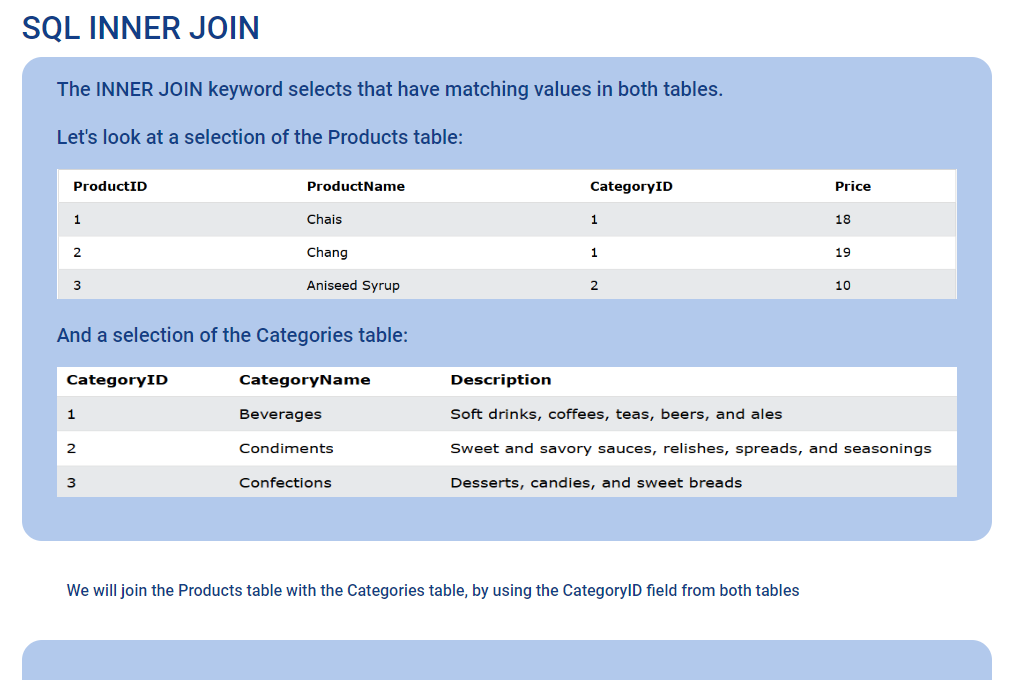 SQL INNER JOIN
The INNER JOIN keyword selects that have matching values in both tables.
Let's look at a selection of the Products table:
ProductID ProductName CategoryID Price
1 Chais 1 18
2 Chang 1 19
3 Aniseed Syrup 2 10
And a selection of the Categories table:
CategoryID CategoryName Description
1 Beverages Soft drinks, coffees, teas, beers, and ales
2 Condiments Sweet and savory sauces, relishes, spreads, and seasonings
3 Confections Desserts, candies, and sweet breads
We will join the Products table with the Categories table, by using the CategoryID field from both tables